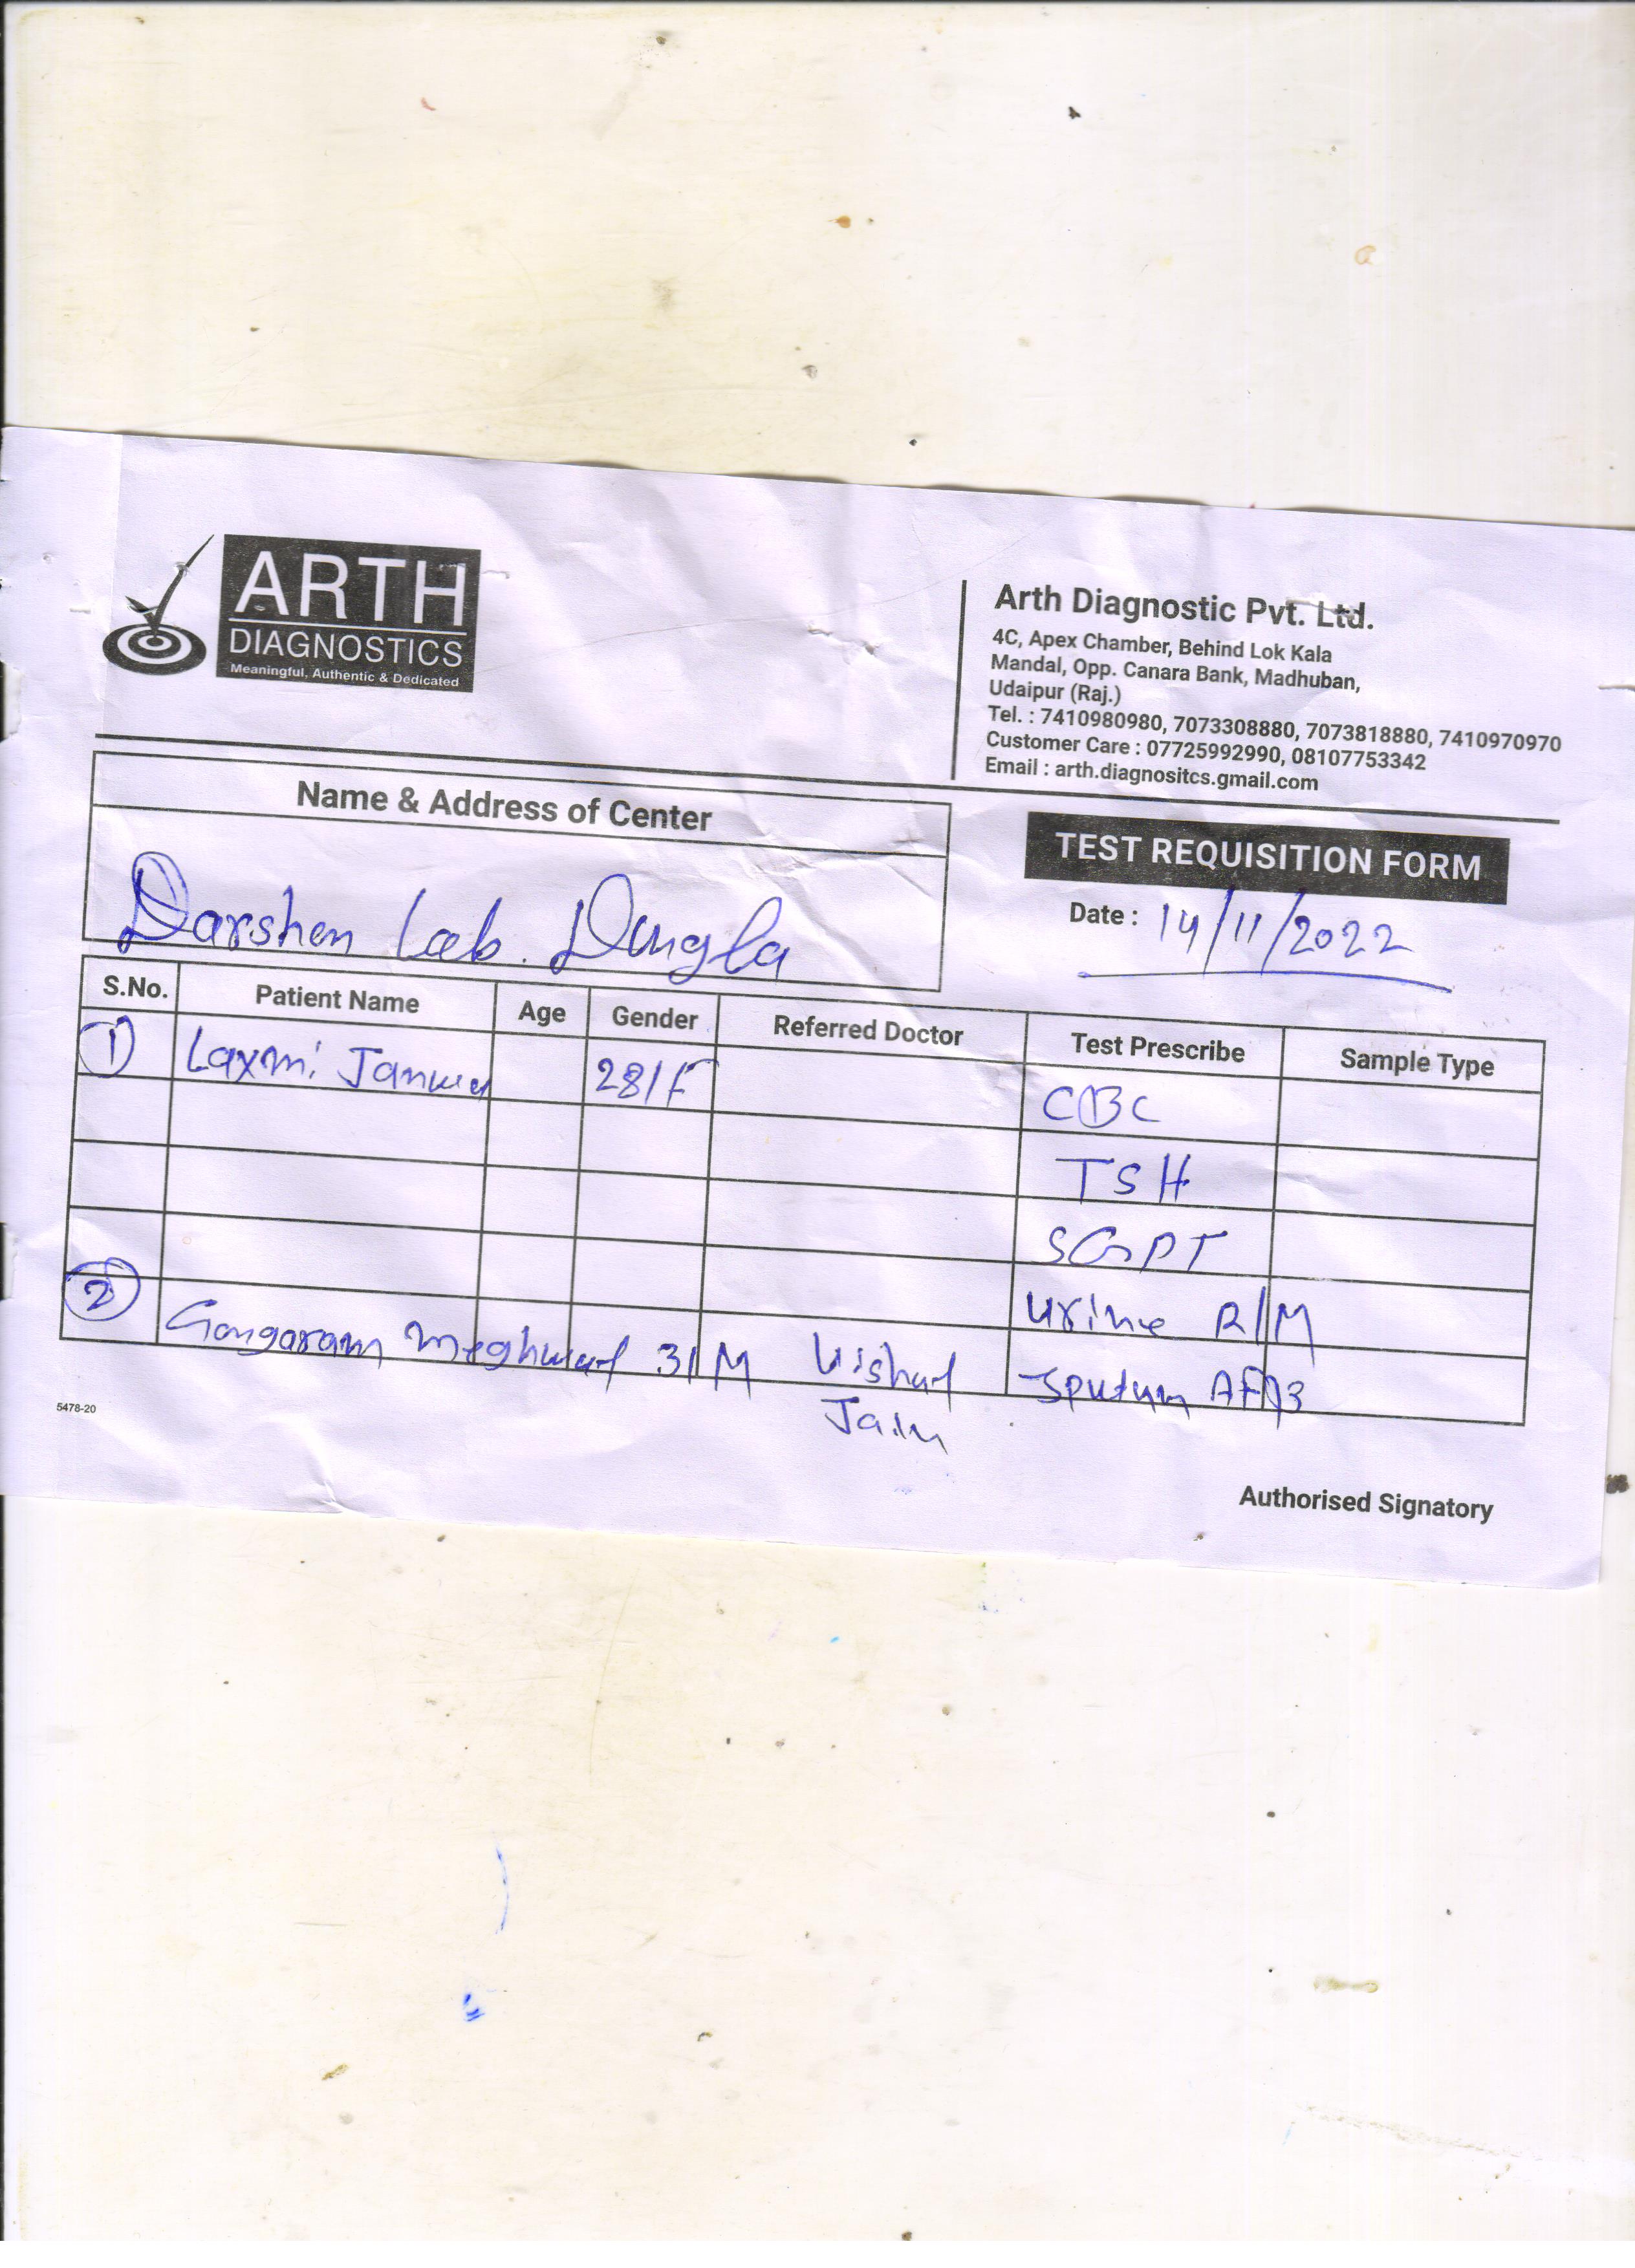 ARTH
DIAGNOSTICS
Meaningful, Authentic & Dedicated
Arth Diagnostic Pvt. Ltd.
4C, Apex Chamber, Behind Lok Kala
Mandal, Opp. Canara Bank, Madhuban,
Udaipur (Raj.)
Tel. : 7410980980, 7073308880, 7073818880, 7410970970
Customer Care : 07725992990, 08107753342
Email : arth.diagnositcs.gmail.com
Name & Address of Center
Darshan Lab. Dungla
TEST REQUISITION FORM
Date : 14/11/2022
S.No. Patient Name Age Gender Referred Doctor Test Prescribe Sample Type
1) Laxmi 28/F CBC
TSH
SGPT
Urine R/M
2) Gangaram Meghwal 31/M Vishal Sputum AFB
Jain
5478-20
Authorised Signatory